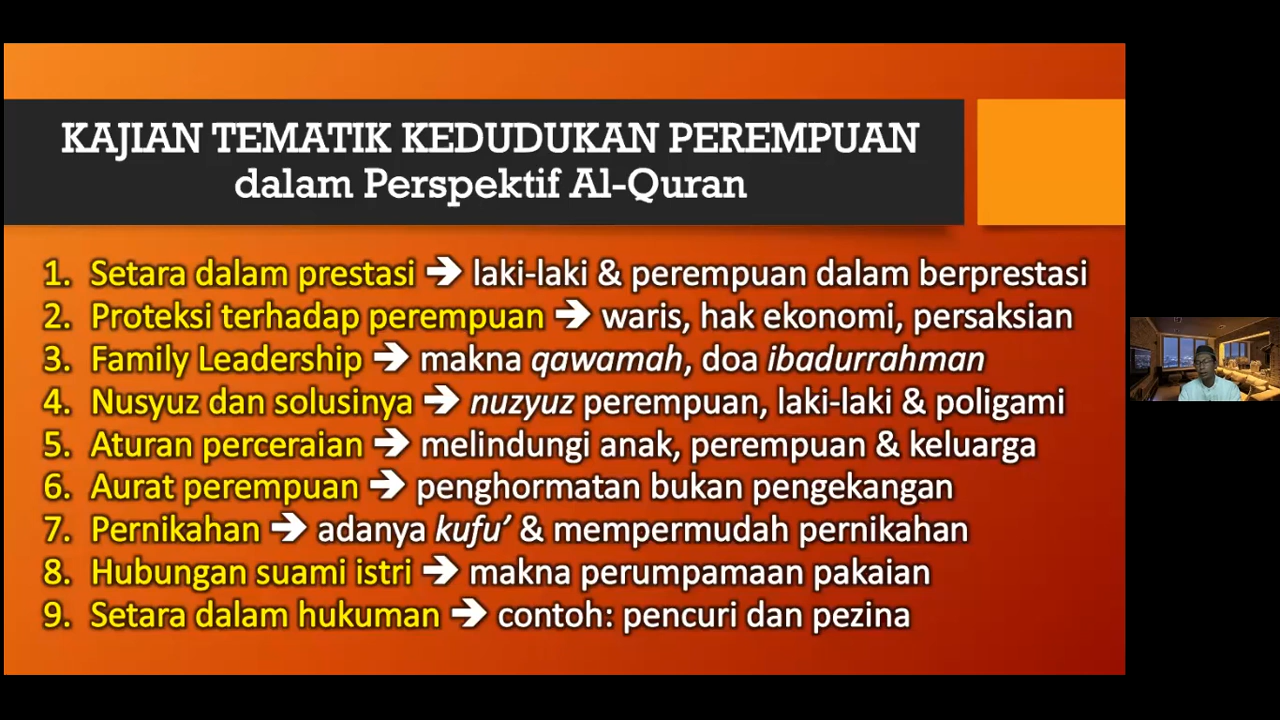 KAJIAN TEMATIK KEDUDUKAN PEREMPUAN
dalam Perspektif Al-Quran
1. Setara dalam prestasi ➔ laki-laki & perempuan dalam berprestasi
2. Proteksi terhadap perempuan ➔ waris, hak ekonomi, persaksian
3. Family Leadership ➔ makna qawamah, doa ibadurrahman
4. Nusyuz dan solusinya ➔ nuzyuz perempuan, laki-laki & poligami
5. Aturan perceraian ➔ melindungi anak, perempuan & keluarga
6. Aurat perempuan ➔ penghormatan bukan pengekangan
7. Pernikahan ➔ adanya kufu’ & mempermudah pernikahan
8. Hubungan suami istri ➔ makna perumpamaan pakaian
9. Setara dalam hukuman ➔ contoh: pencuri dan pezina